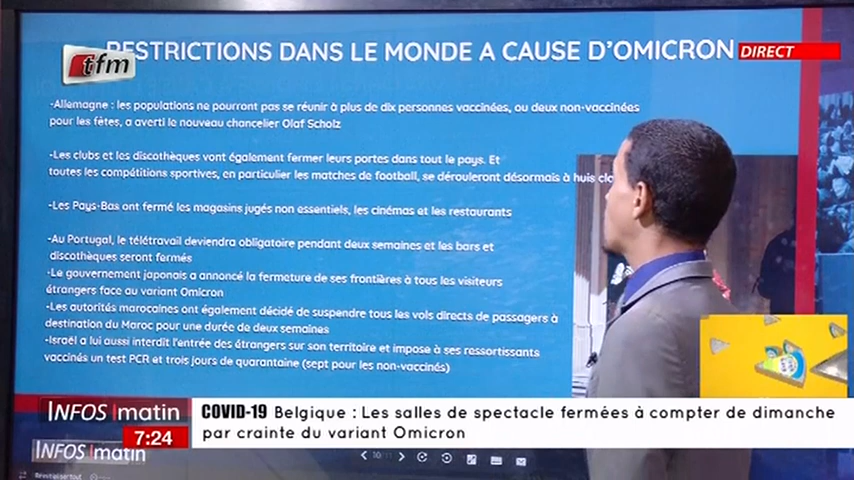 RESTRICTIONS DANS LE MONDE A CAUSE D'OMICRON
DIRECT
tfm
-Allemagne : les populations ne pourront pas se réunir à plus de dix personnes vaccinées, ou deux non-vaccinées
pour les fêtes, a averti le nouveau chancelier Olaf Scholz
-Les clubs et les discothèques vont également fermer leurs portes dans tout le pays. Et
toutes les compétitions sportives, en particulier les matches de football, se dérouleront désormais à huis clo
-Les Pays-Bas ont fermé les magasins jugés non essentiels, les cinémas et les restaurants
-Au Portugal, le télétravail deviendra obligatoire pendant deux semaines et les bars et
discothèques seront fermés
-Le gouvernement japonais a annoncé la fermeture de ses frontières à tous les visiteurs
étrangers face au variant Omicron
-Les autorités marocaines ont également décidé de suspendre tous les vols directs de passagers à
destination du Maroc pour une durée de deux semaines
-Israël a lui aussi interdit l'entrée des étrangers sur son territoire et impose à ses ressortissants
vaccinés un test PCR et trois jours de quarantaine (sept pour les non-vaccinés)
INFOS matin
7:24
COVID-19 Belgique : Les salles de spectacle fermées à compter de dimanche
par crainte du variant Omicron
INFOS matin